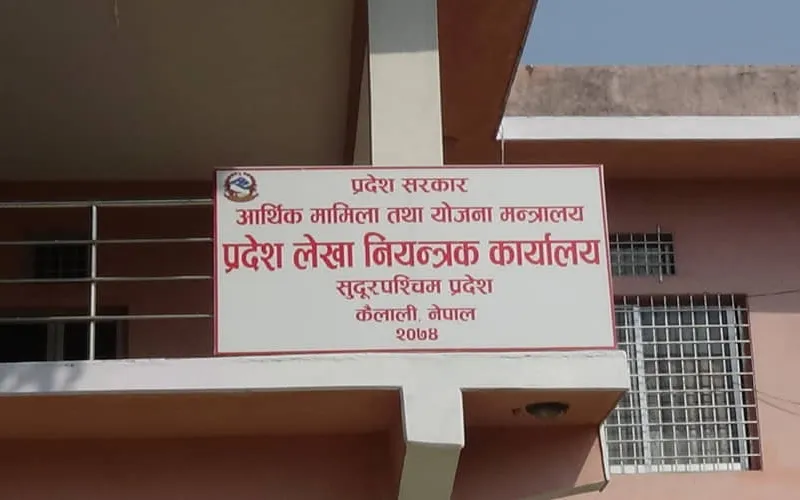 प्रदेश सरकार
आर्थिक मामिला तथा योजना मन्त्रालय
प्रदेश लेखा नियन्त्रक कार्यालय
सुदूरपश्चिम प्रदेश
कैलाली, नेपाल
२०७४